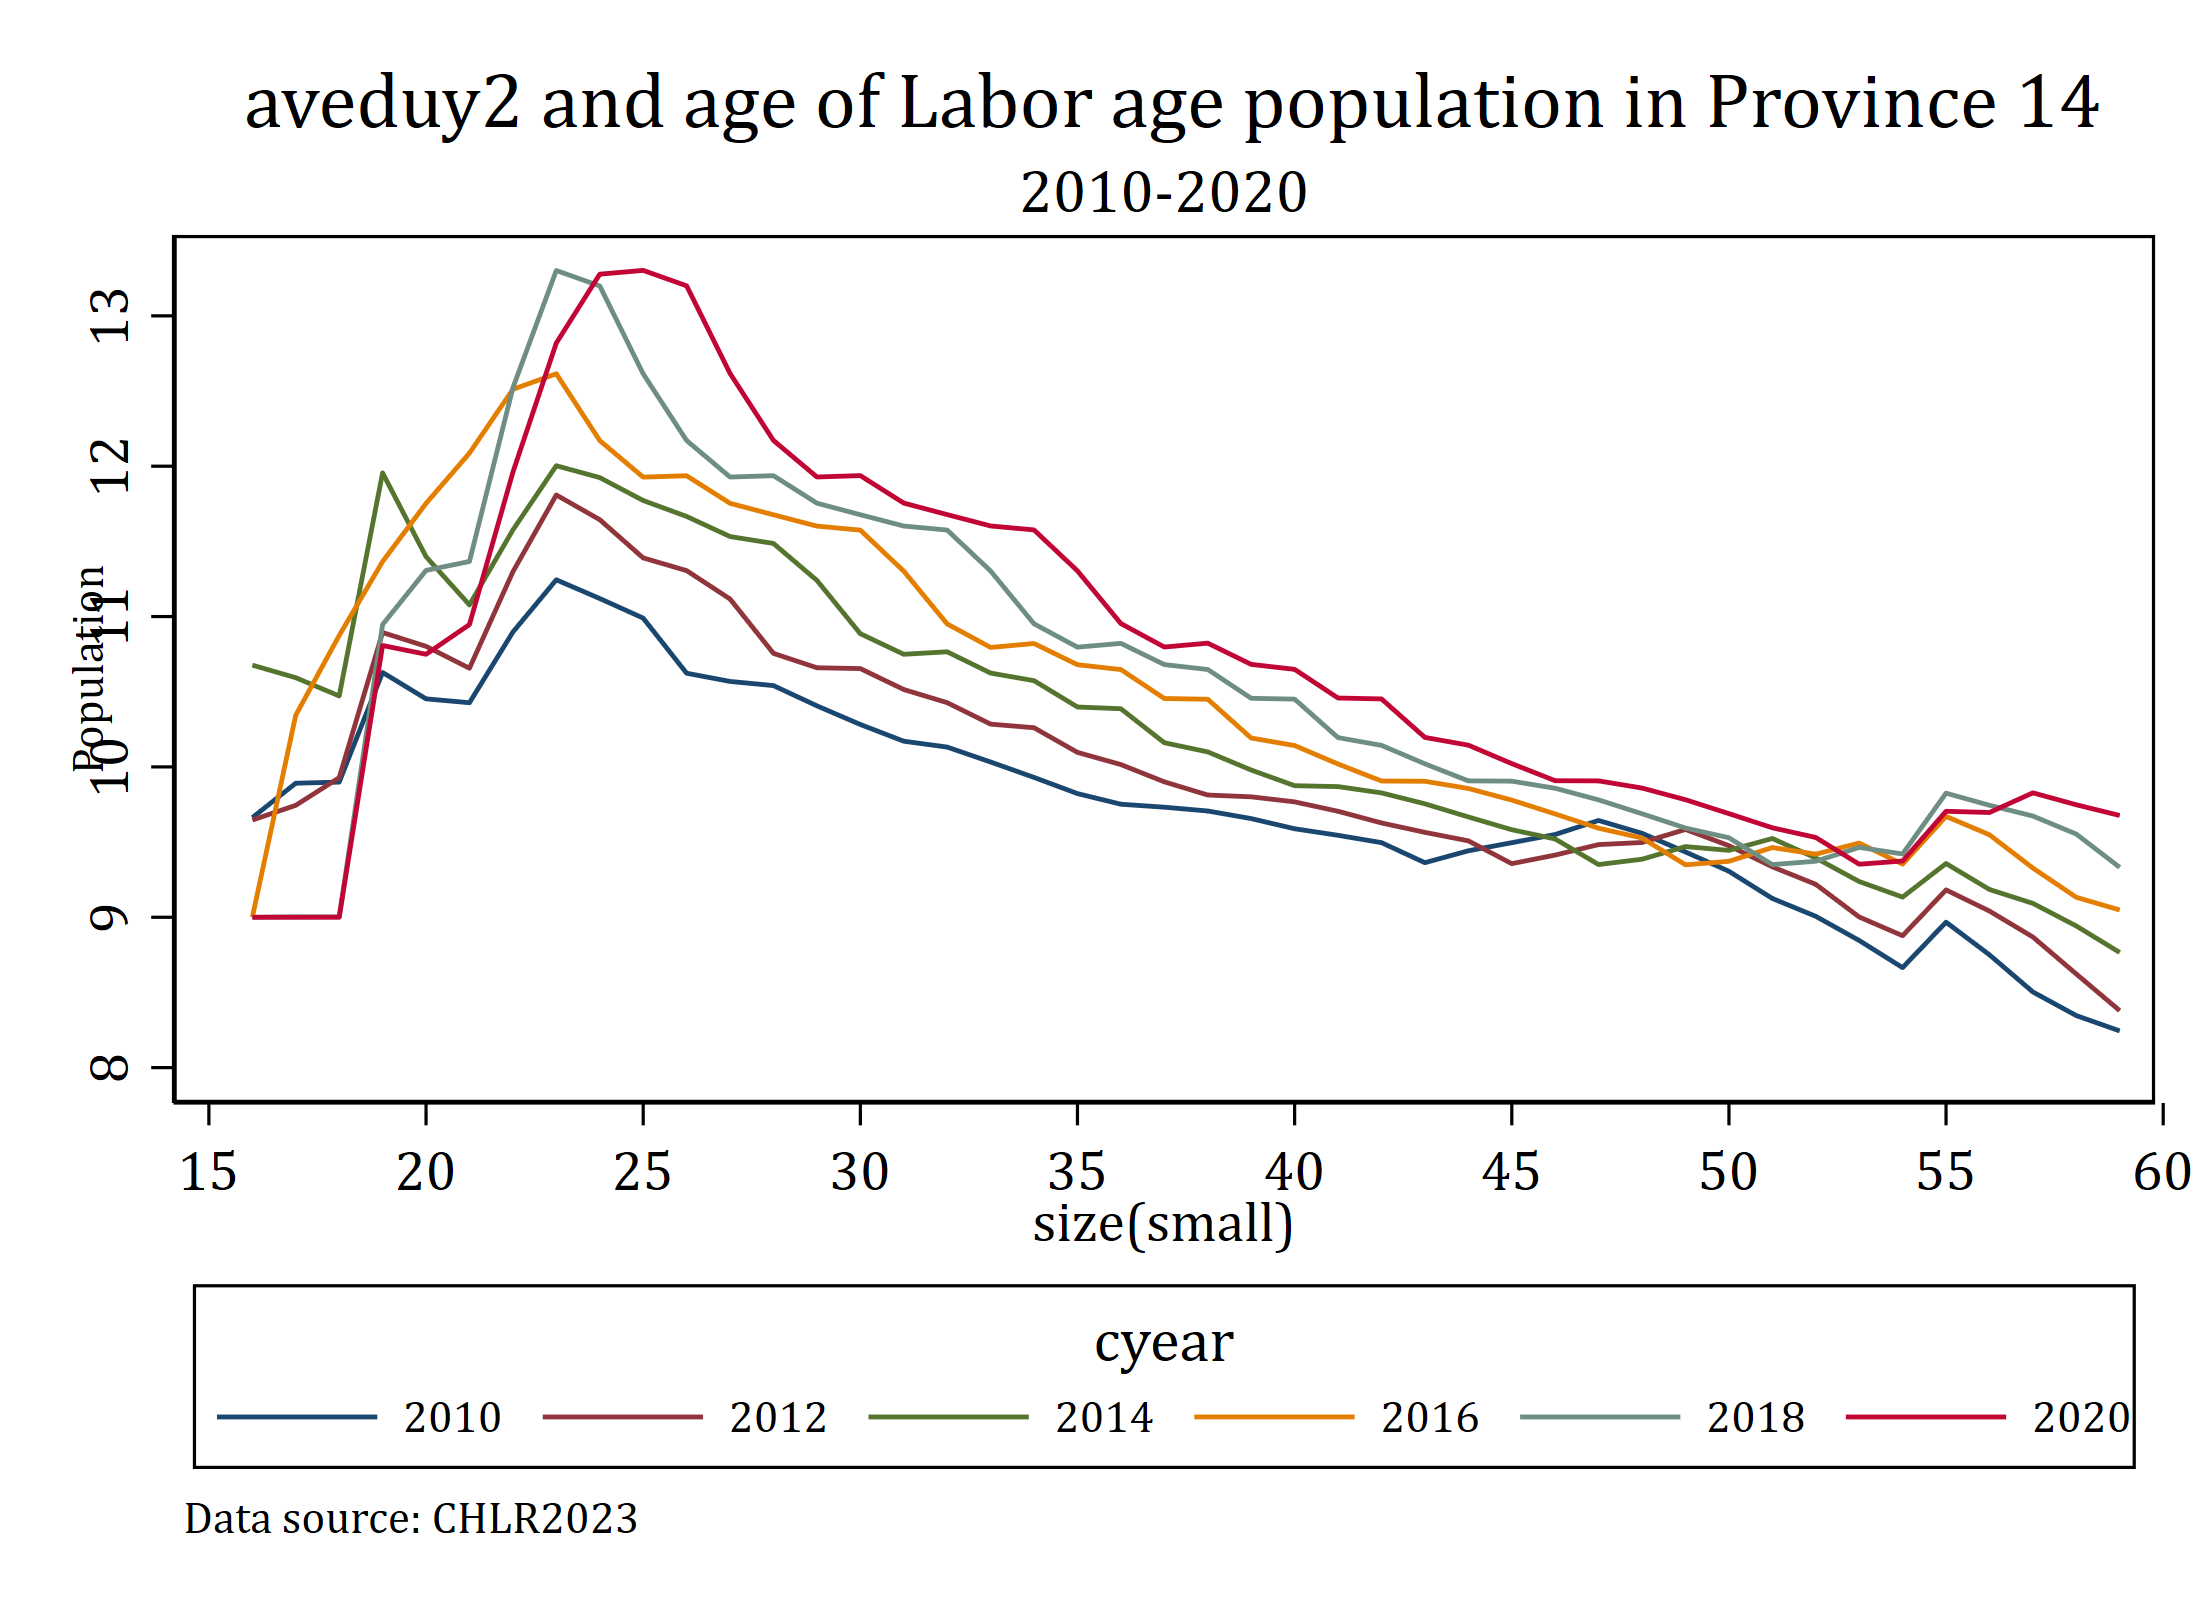 aveduy2 and age of Labor age population in Province 14
2010-2020
Population
13
12
11
10
9
8
15 20 25 30 35 40 45 50 55 60
size(small)
cyear
2010 2012 2014 2016 2018 2020
Data source: CHLR2023